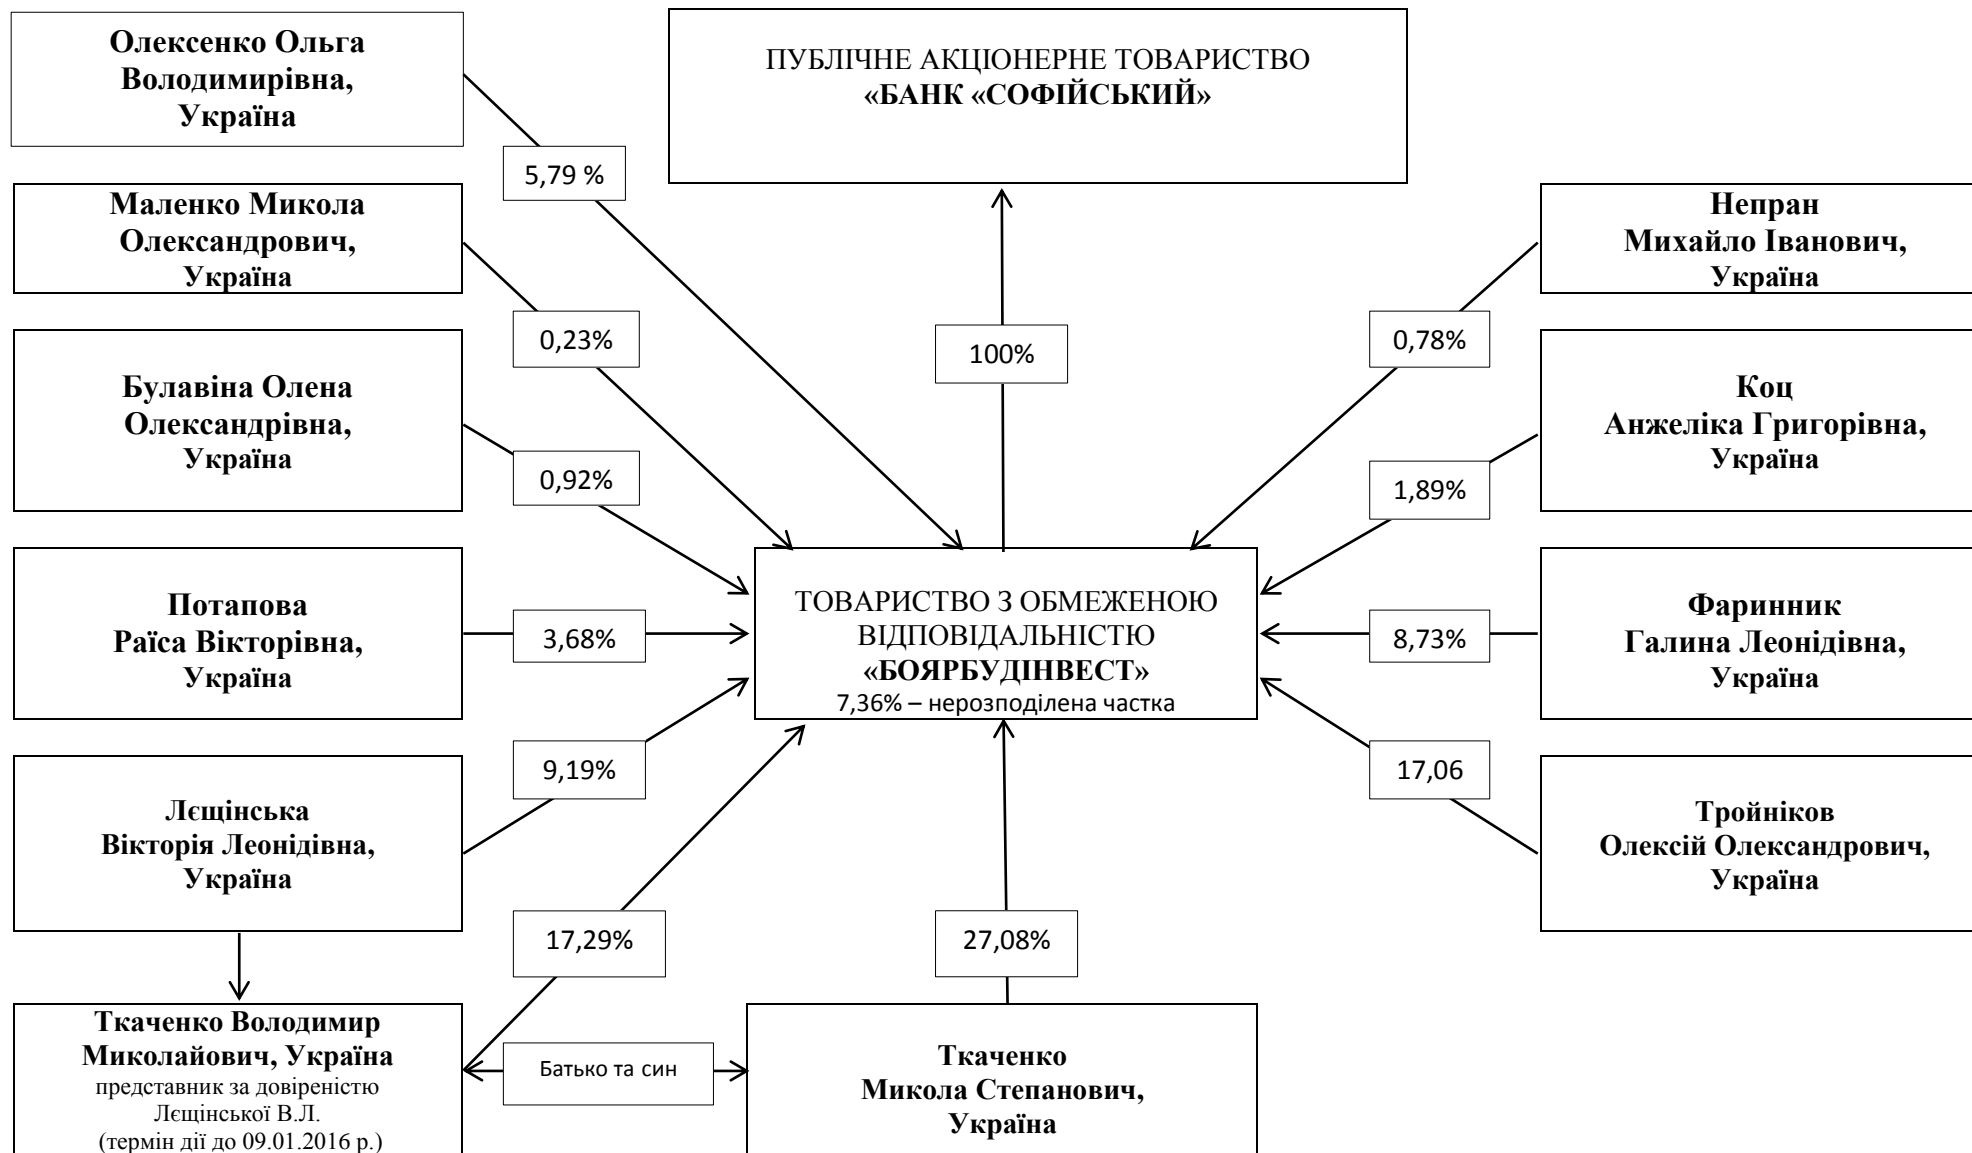 Олексенко Ольга
Володимирівна,
Україна
ПУБЛІЧНЕ АКЦІОНЕРНЕ ТОВАРИСТВО
«БАНК «СОФІЙСЬКИЙ»
5,79 %
Маленко Микола
Олександрович,
Україна
Непран
Михайло Іванович,
Україна
0,23%
100%
0,78%
Булавіна Олена
Олександрівна,
Україна
Коц
Анжеліка Григорівна,
Україна
0,92%
1,89%
Потапова
Раїса Вікторівна,
Україна
3,68%
ТОВАРИСТВО З ОБМЕЖЕНОЮ
ВІДПОВІДАЛЬНІСТЮ
«БОЯРБУДІНВЕСТ»
7,36% – нерозподілена частка
8,73%
Фаринник
Галина Леонідівна,
Україна
9,19%
17,06
Лєщінська
Вікторія Леонідівна,
Україна
Тройніков
Олексій Олександрович,
Україна
17,29%
27,08%
Ткаченко Володимир
Миколайович, Україна
представник за довіреністю
Лєщінської В.Л.
(термін дії до 09.01.2016 р.)
Батько та син
Ткаченко
Микола Степанович,
Україна